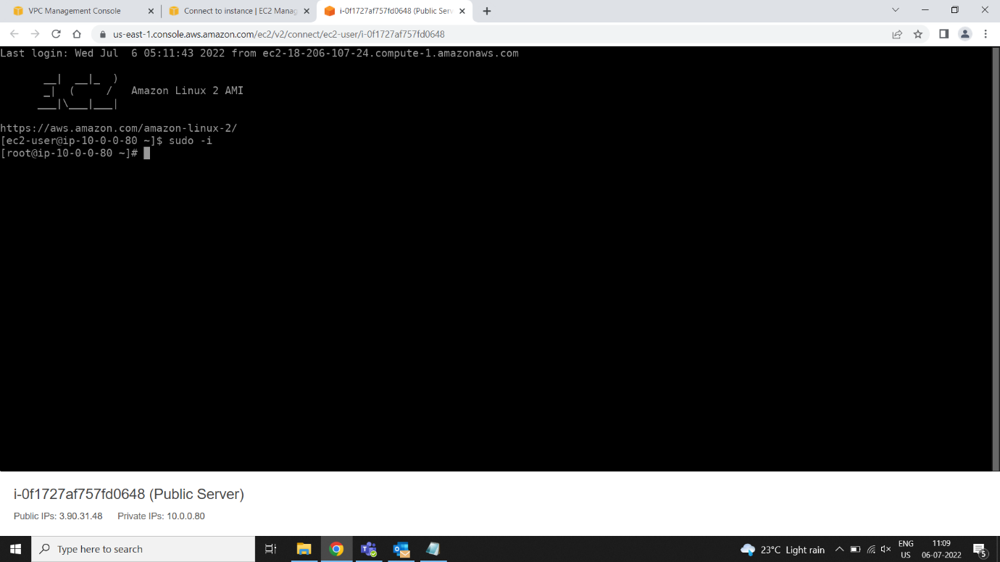 VPC Management Console
Connect to instance | EC2 Manag
i-0f1727af757fd0648 (Public Serv
us-east-1.console.aws.amazon.com/ec2/v2/connect/ec2-user/i-0f1727af757fd0648
Last login: Wed Jul  6 05:11:43 2022 from ec2-18-206-107-24.compute-1.amazonaws.com
       __|  __|_  )
       _|  (     /   Amazon Linux 2 AMI
      ___|\___|___|
https://aws.amazon.com/amazon-linux-2/
[ec2-user@ip-10-0-0-80 ~]$ sudo -i
[root@ip-10-0-0-80 ~]#
i-0f1727af757fd0648 (Public Server)
Public IPs: 3.90.31.48 Private IPs: 10.0.0.80
Type here to search
23°C Light rain
ENG
US
11:09
06-07-2022
5